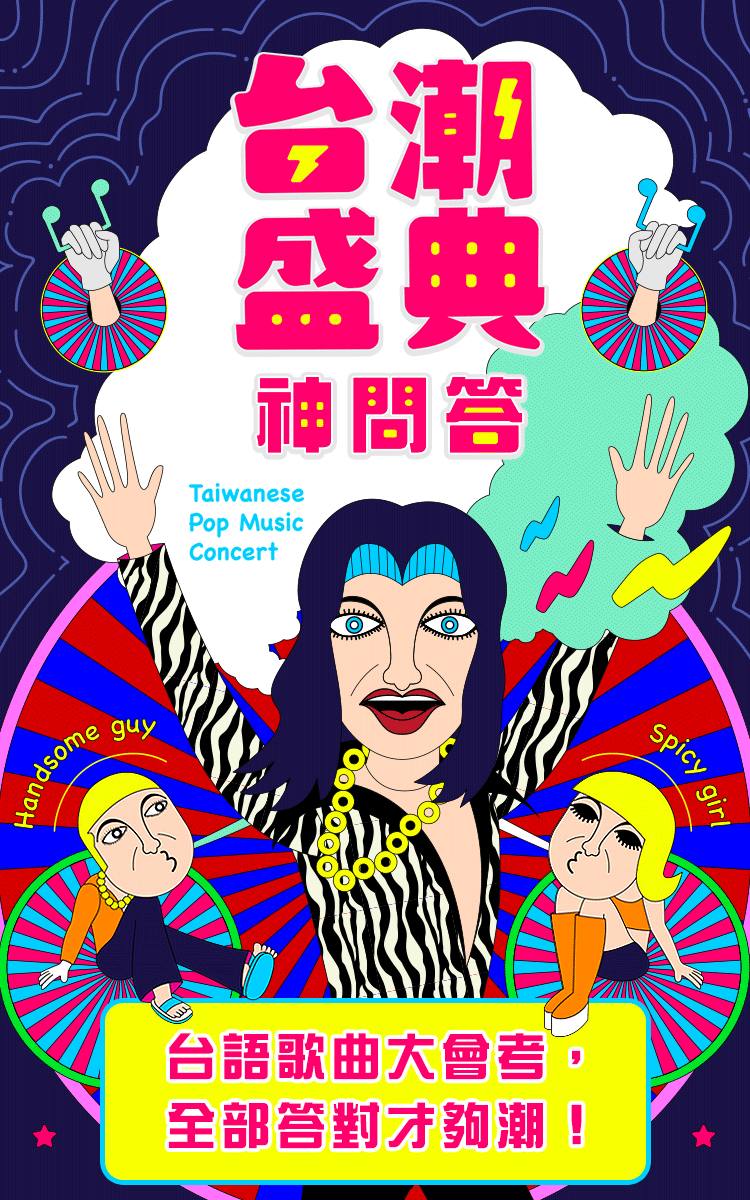 台潮
盛典
神問答
Taiwanese
Pop Music
Concert
Handsome guy
Spicy girl
台語歌曲大會考，
全部答對才夠潮！